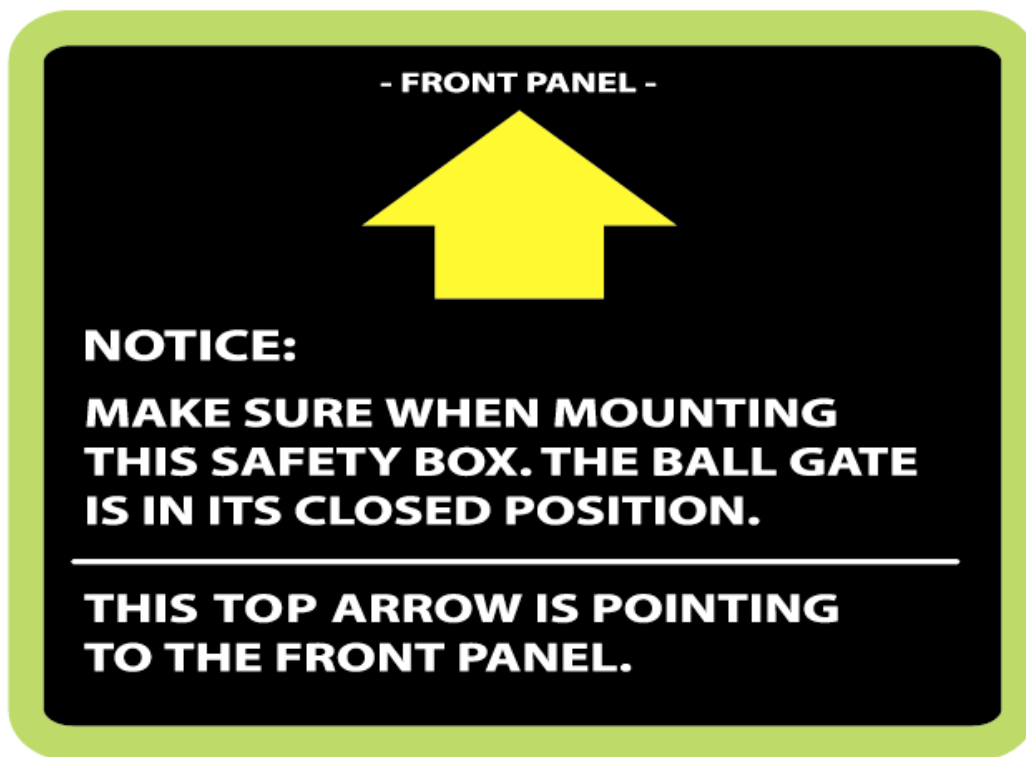 - FRONT PANEL -
NOTICE:
MAKE SURE WHEN MOUNTING
THIS SAFETY BOX. THE BALL GATE
IS IN ITS CLOSED POSITION.
THIS TOP ARROW IS POINTING
TO THE FRONT PANEL.